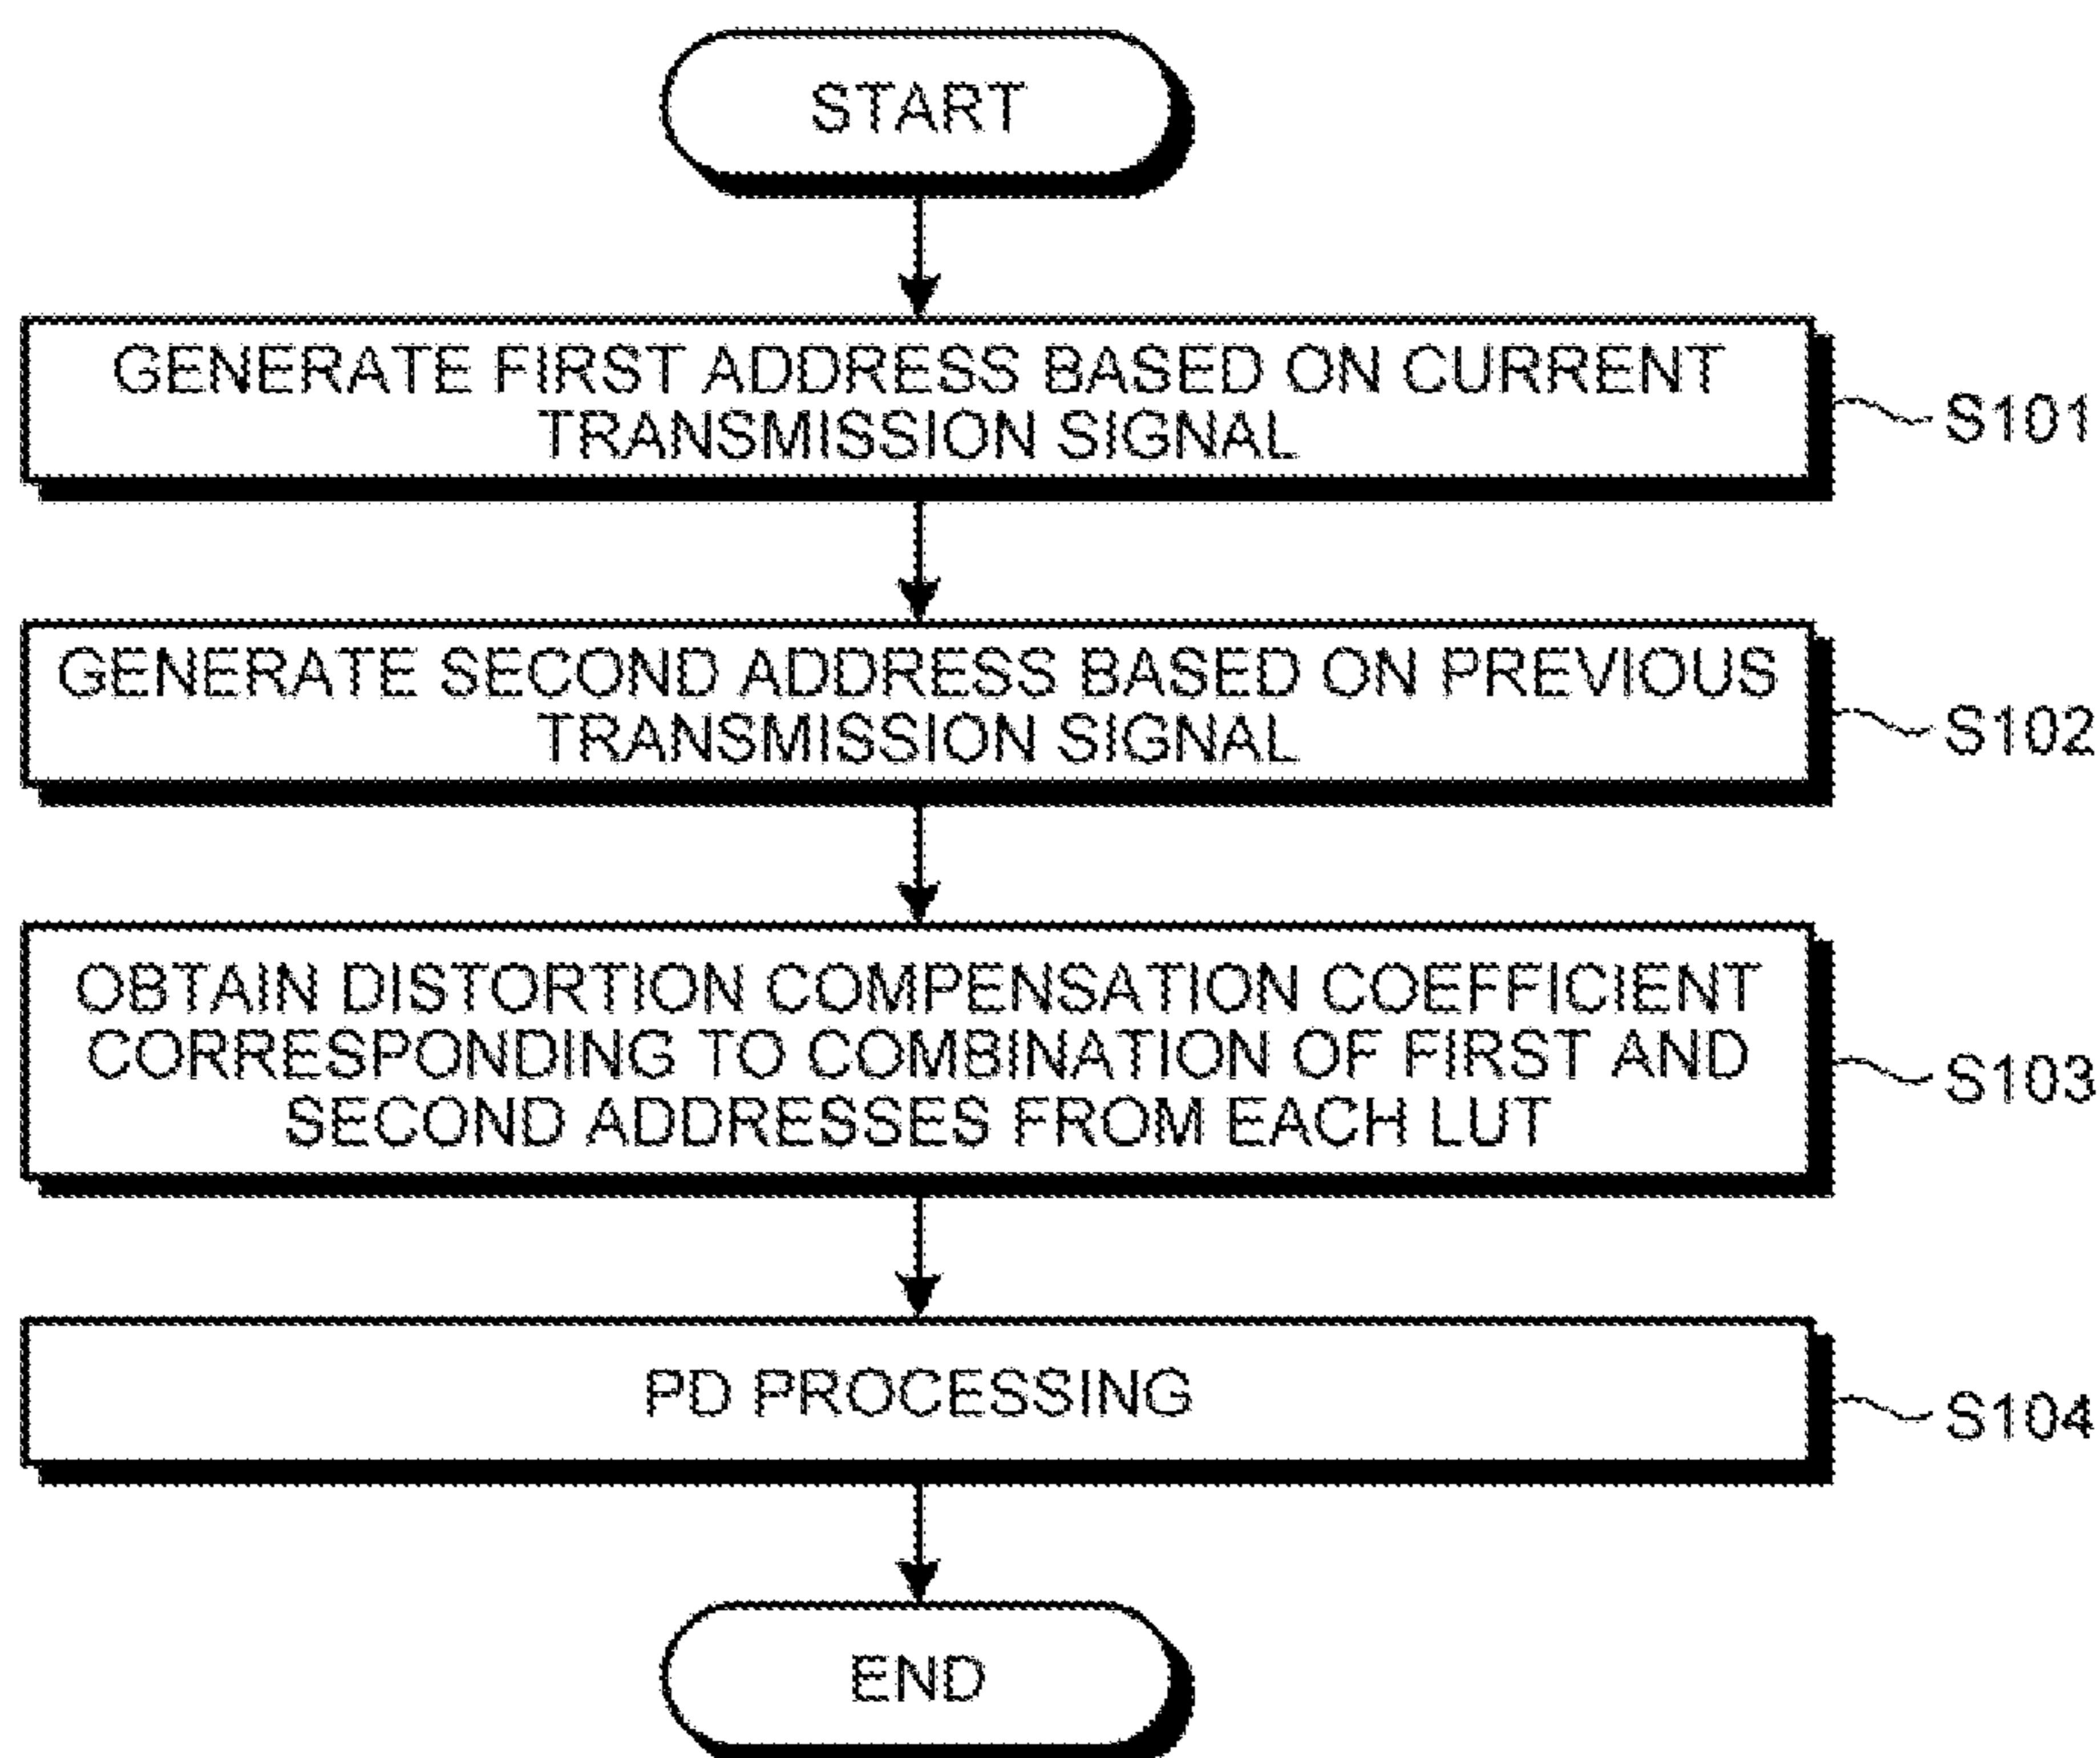 START
GENERATE FIRST ADDRESS BASED ON CURRENT
TRANSMISSION SIGNAL
S101
GENERATE SECOND ADDRESS BASED ON PREVIOUS
TRANSMISSION SIGNAL
S102
OBTAIN DISTORTION COMPENSATION COEFFICIENT
CORRESPONDING TO COMBINATION OF FIRST AND
SECOND ADDRESSES FROM EACH LUT
S103
PD PROCESSING
S104
END